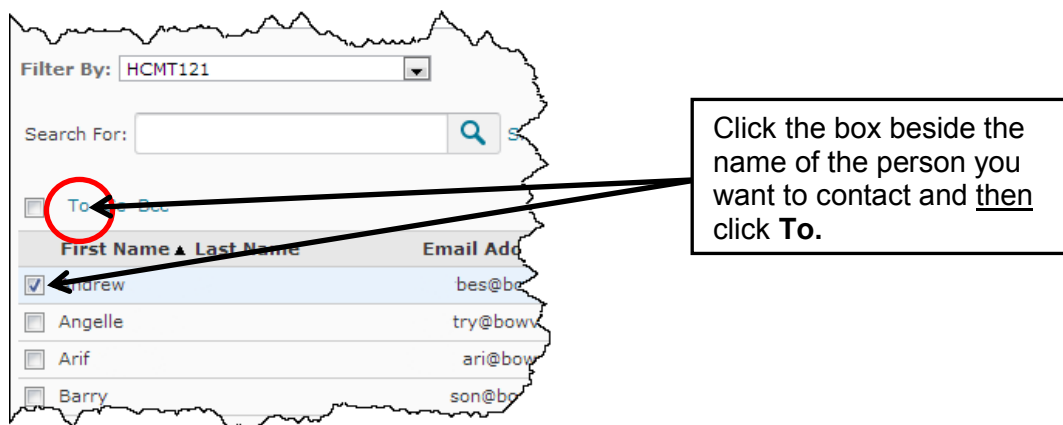 Filter By: HCMT121
Search For:
To Bcc
First Name ▲ Last Name Email Add
Andrew bes@bo
Angelle try@bowv
Arif ari@bow
Barry son@bo
Click the box beside the
name of the person you
want to contact and then
click To.